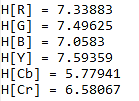 H[R] = 7.33883
H[G] = 7.49625
H[B] = 7.0583
H[Y] = 7.59359
H[Cb] = 5.77941
H[Cr] = 6.58067